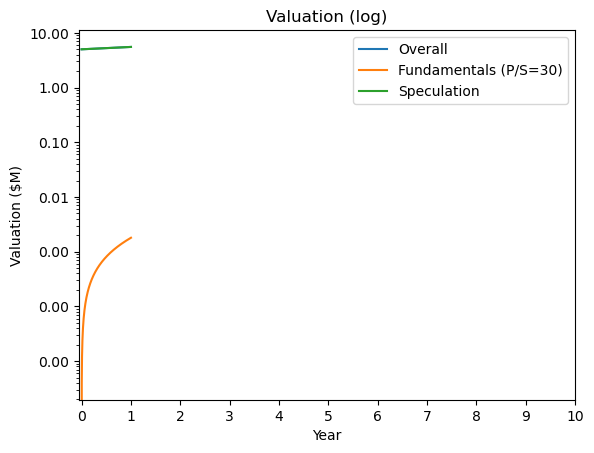 Valuation (log)
10.00
1.00
0.10
0.01
0.00
0.00
0.00
Valuation ($M)
Overall
Fundamentals (P/S=30)
Speculation
0 1 2 3 4 5 6 7 8 9 10
Year